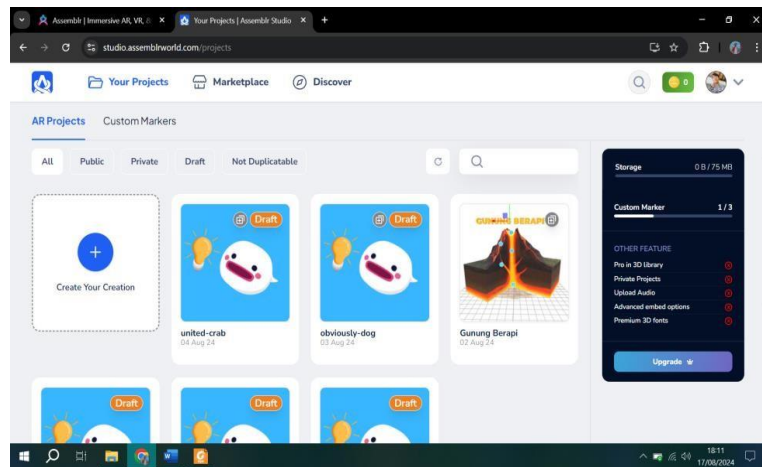 Assemblr | Immersive AR, VR, &
Your Projects | Assemblr Studio
studio.assemblrworld.com/projects
Your Projects
Marketplace
Discover
0
AR Projects
Custom Markers
All
Public
Private
Draft
Not Duplicatable
Create Your Creation
Draft
united-crab
04 Aug 24
Draft
obviously-dog
03 Aug 24
GUNUNG BERAPI
Gunung Berapi
02 Aug 24
Draft
Draft
Draft
Storage 0 B / 75 MB
Custom Marker 1 / 3
OTHER FEATURE
Pro in 3D library
Private Projects
Upload Audio
Advanced embed options
Premium 3D fonts
Upgrade
18:11
17/08/2024